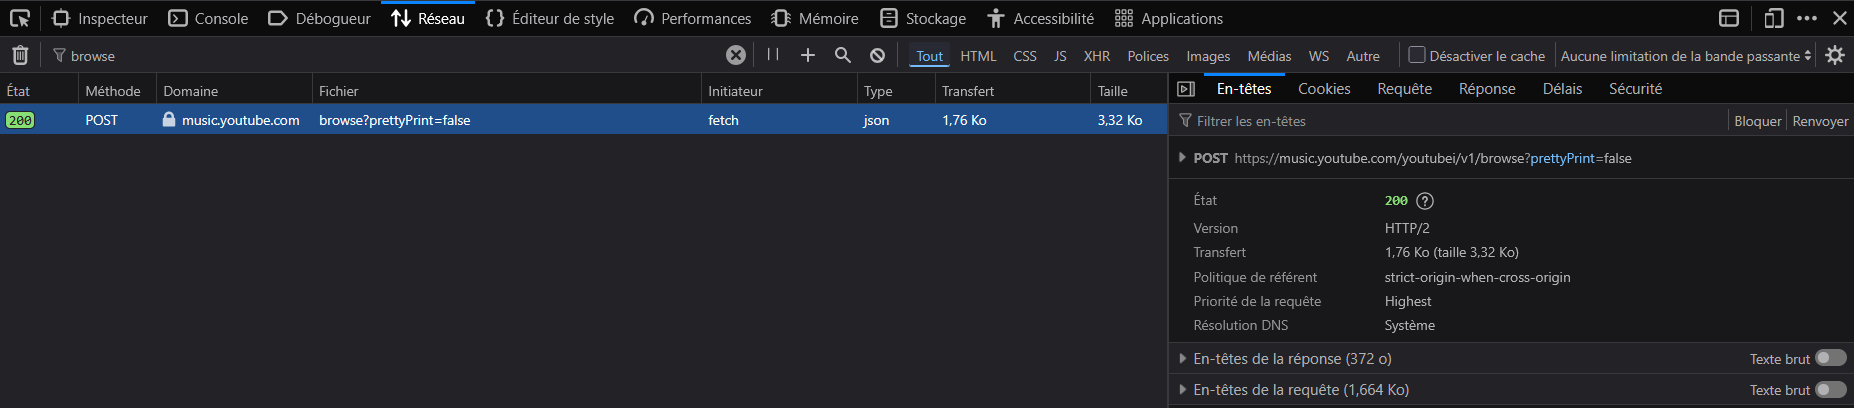 Inspecteur Console Débogueur Réseau Éditeur de style Performances Mémoire Stockage Accessibilité Applications
browse Tout HTML CSS JS XHR Polices Images Médias WS Autre Désactiver le cache Aucune limitation de la bande passante
État Méthode Domaine Fichier Initiateur Type Transfert Taille
200 POST music.youtube.com browse?prettyPrint=false fetch json 1,76 Ko 3,32 Ko
En-têtes Cookies Requête Réponse Délais Sécurité
Filtrer les en-têtes Bloquer Renvoyer
POST https://music.youtube.com/youtubei/v1/browse?prettyPrint=false
État 200
Version HTTP/2
Transfert 1,76 Ko (taille 3,32 Ko)
Politique de référent strict-origin-when-cross-origin
Priorité de la requête Highest
Résolution DNS Système
En-têtes de la réponse (372 o) Texte brut
En-têtes de la requête (1,664 Ko) Texte brut